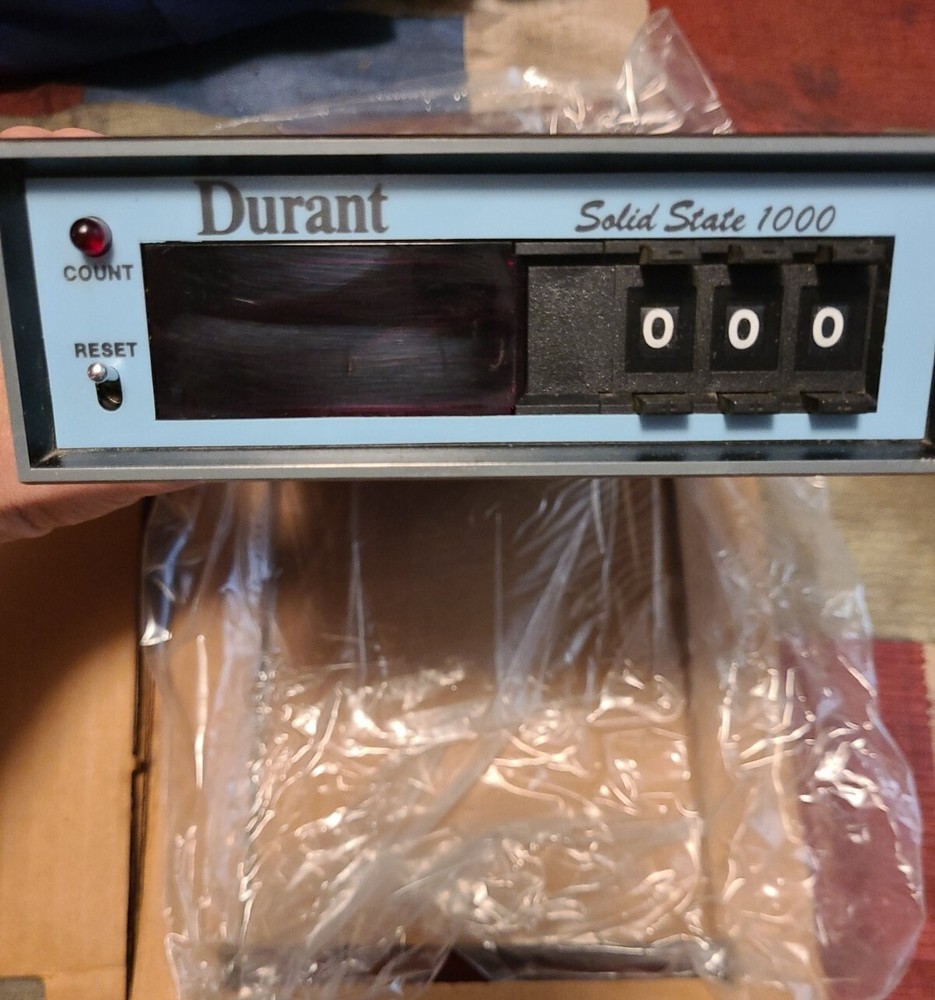 Durant
Solid State 1000
COUNT
RESET
0 0 0